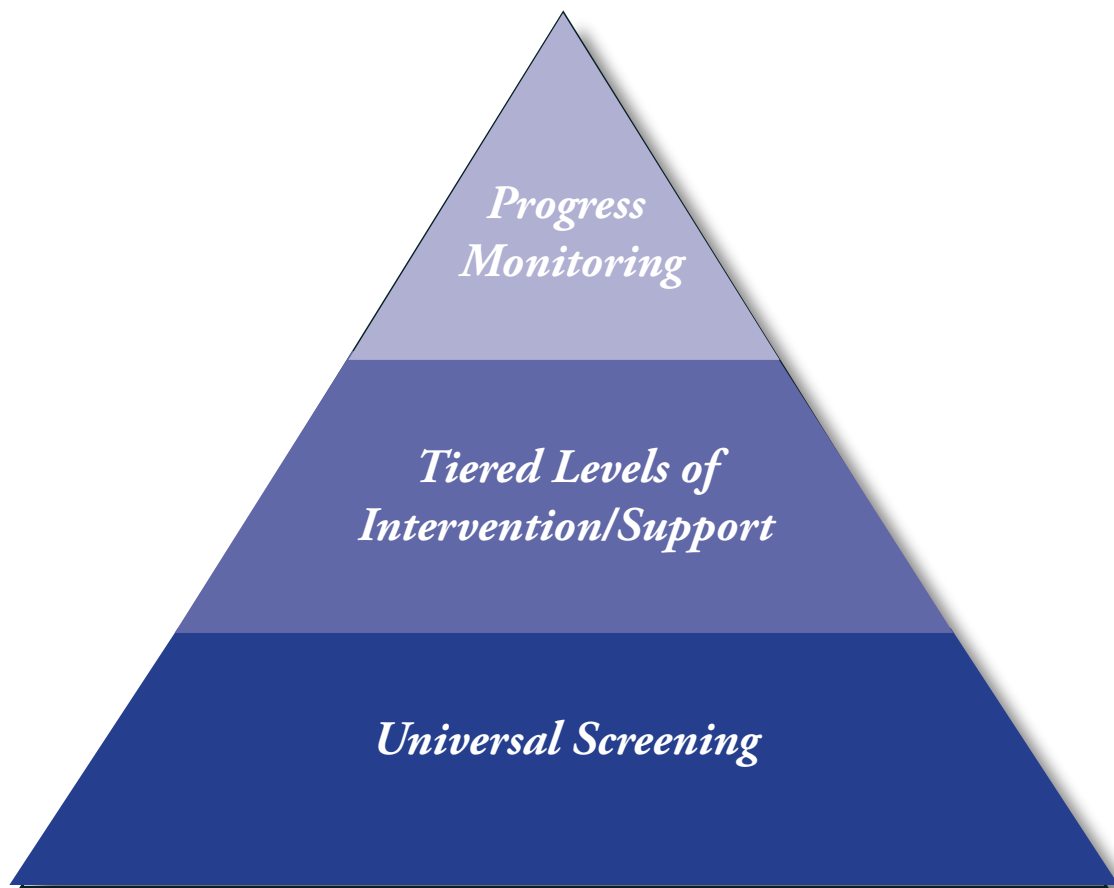 Progress
Monitoring
Tiered Levels of
Intervention/Support
Universal Screening